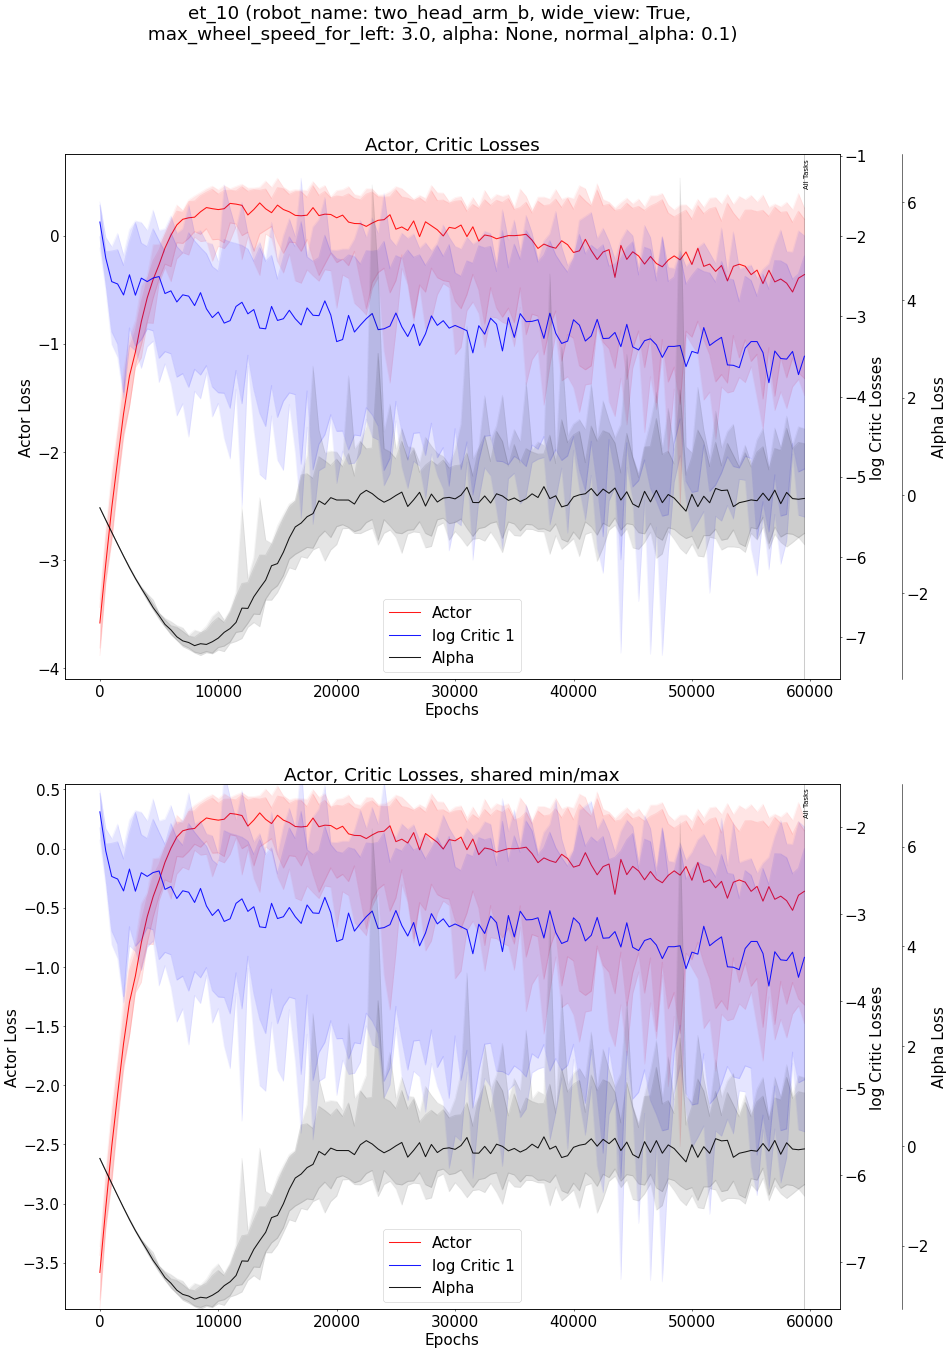 et_10 (robot_name: two_head_arm_b, wide_view: True,
max_wheel_speed_for_left: 3.0, alpha: None, normal_alpha: 0.1)
Actor, Critic Losses
All Tasks
Actor Loss
0
−1
−2
−3
−4
−1
−2
−3
−4
−5
−6
−7
log Critic Losses
6
4
2
0
−2
Alpha Loss
Actor
log Critic 1
Alpha
0
10000
20000
30000
40000
50000
60000
Epochs
Actor, Critic Losses, shared min/max
All Tasks
Actor Loss
0.5
0.0
−0.5
−1.0
−1.5
−2.0
−2.5
−3.0
−3.5
−2
−3
−4
−5
−6
−7
log Critic Losses
6
4
2
0
−2
Alpha Loss
Actor
log Critic 1
Alpha
0
10000
20000
30000
40000
50000
60000
Epochs